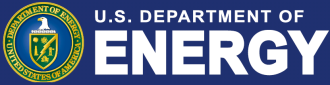 DEPARTMENT OF ENERGY
UNITED STATES OF AMERICA
U.S. DEPARTMENT OF
ENERGY